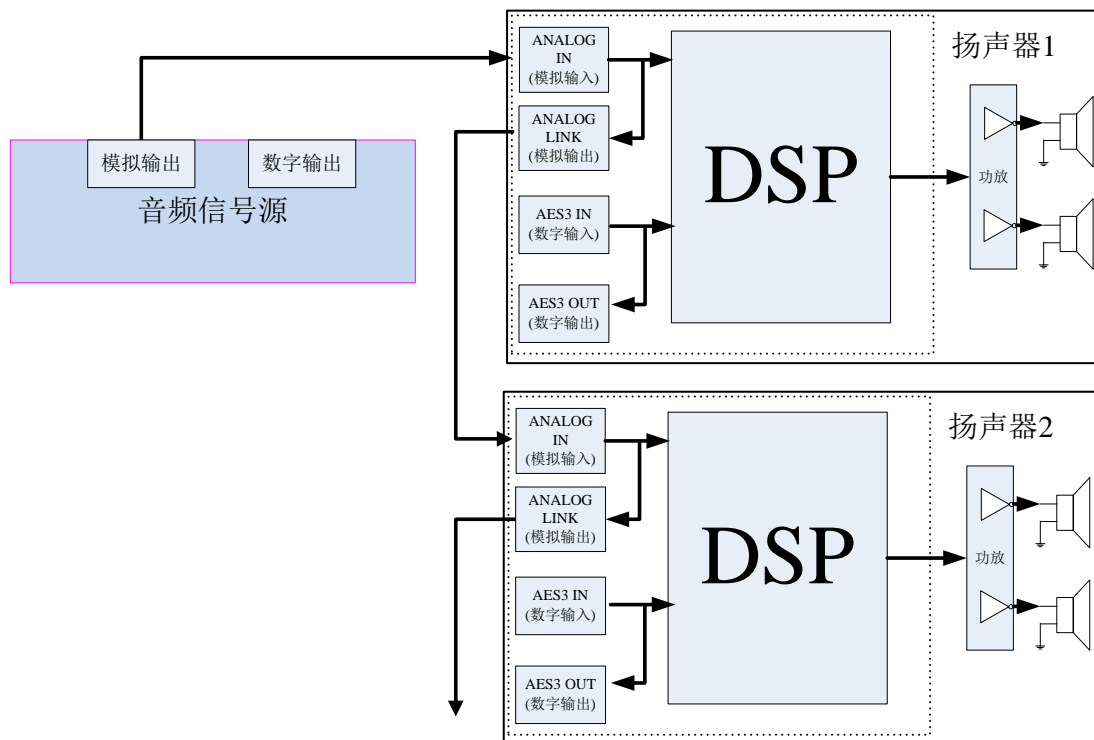 模拟输出
数字输出
音频信号源
扬声器1
ANALOG
IN
(模拟输入)
ANALOG
LINK
(模拟输出)
AES3 IN
(数字输入)
AES3 OUT
(数字输出)
DSP
功放
扬声器2
ANALOG
IN
(模拟输入)
ANALOG
LINK
(模拟输出)
AES3 IN
(数字输入)
AES3 OUT
(数字输出)
DSP
功放